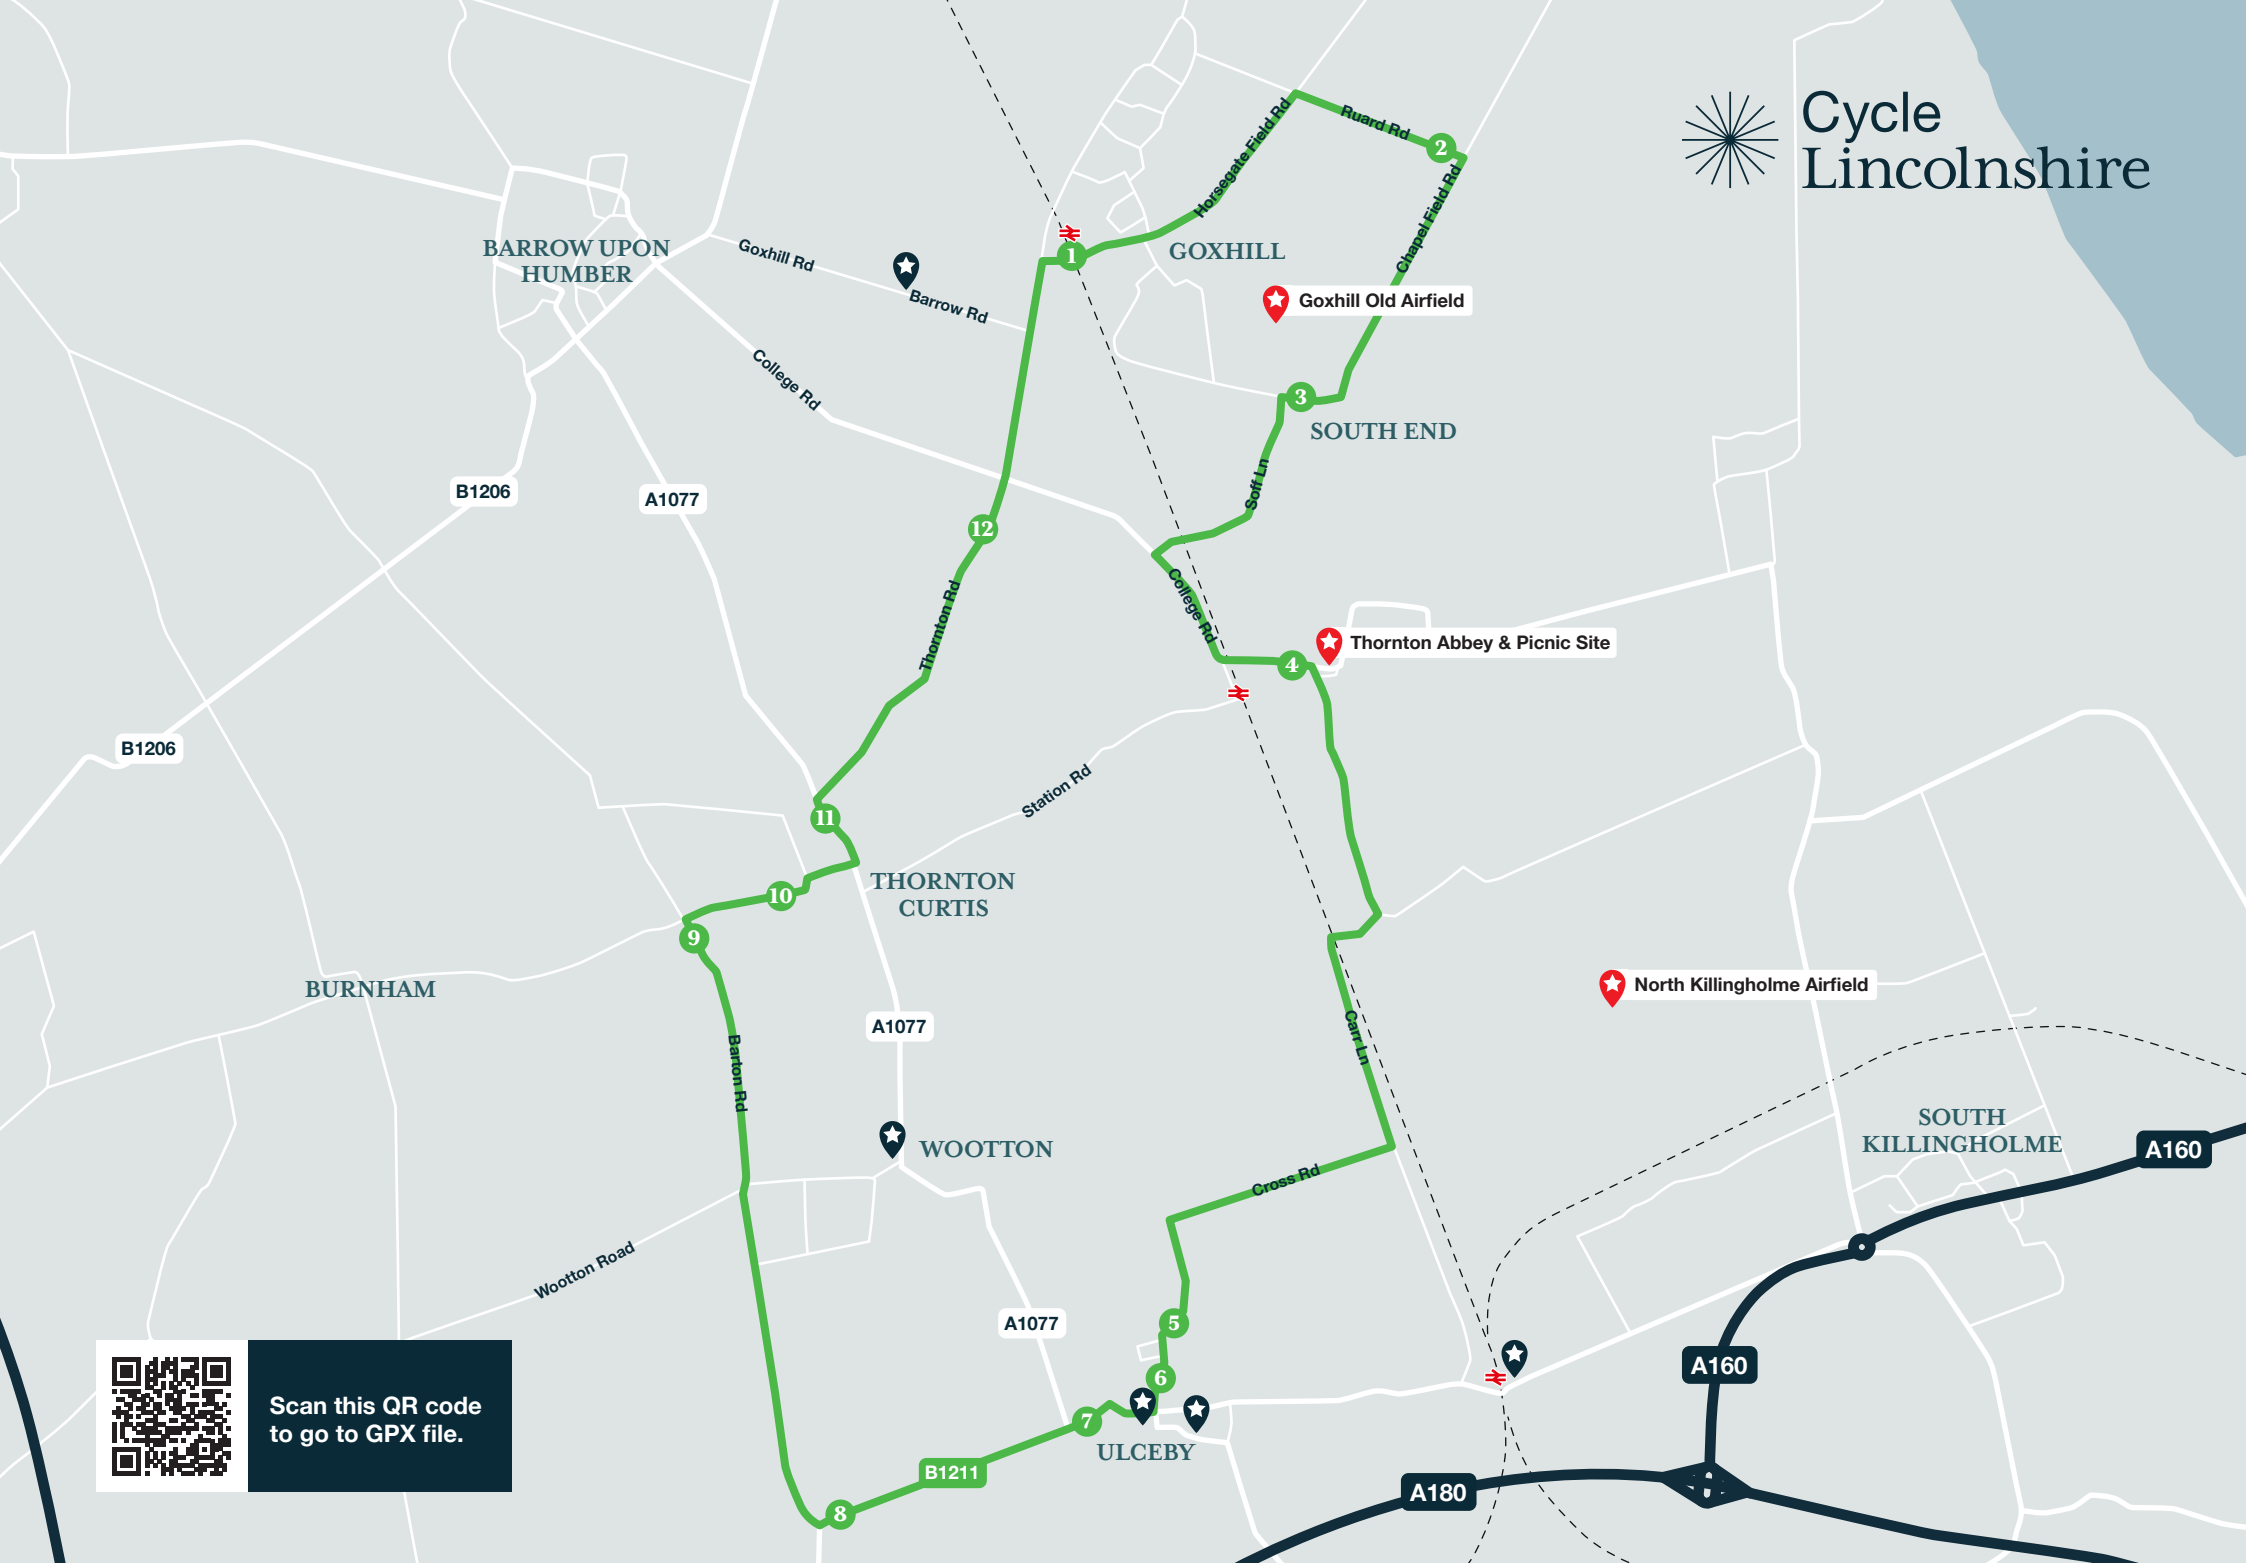 Cycle
Lincolnshire
Ruard Rd
2
Horsegate Field Rd
Chapel Field Rd
BARROW UPON
HUMBER
Goxhill Rd
Barrow Rd
1
GOXHILL
Goxhill Old Airfield
College Rd
3
SOUTH END
Soff Ln
B1206
A1077
12
College Rd
Thornton Rd
Thornton Abbey & Picnic Site
4
B1206
Station Rd
11
THORNTON
CURTIS
10
9
BURNHAM
North Killingholme Airfield
A1077
Carr Ln
Barton Rd
SOUTH
KILLINGHOLME
A160
WOOTTON
Cross Rd
Wootton Road
A1077
5
A160
6
7
ULCEBY
Scan this QR code
to go to GPX file.
B1211
A180
8